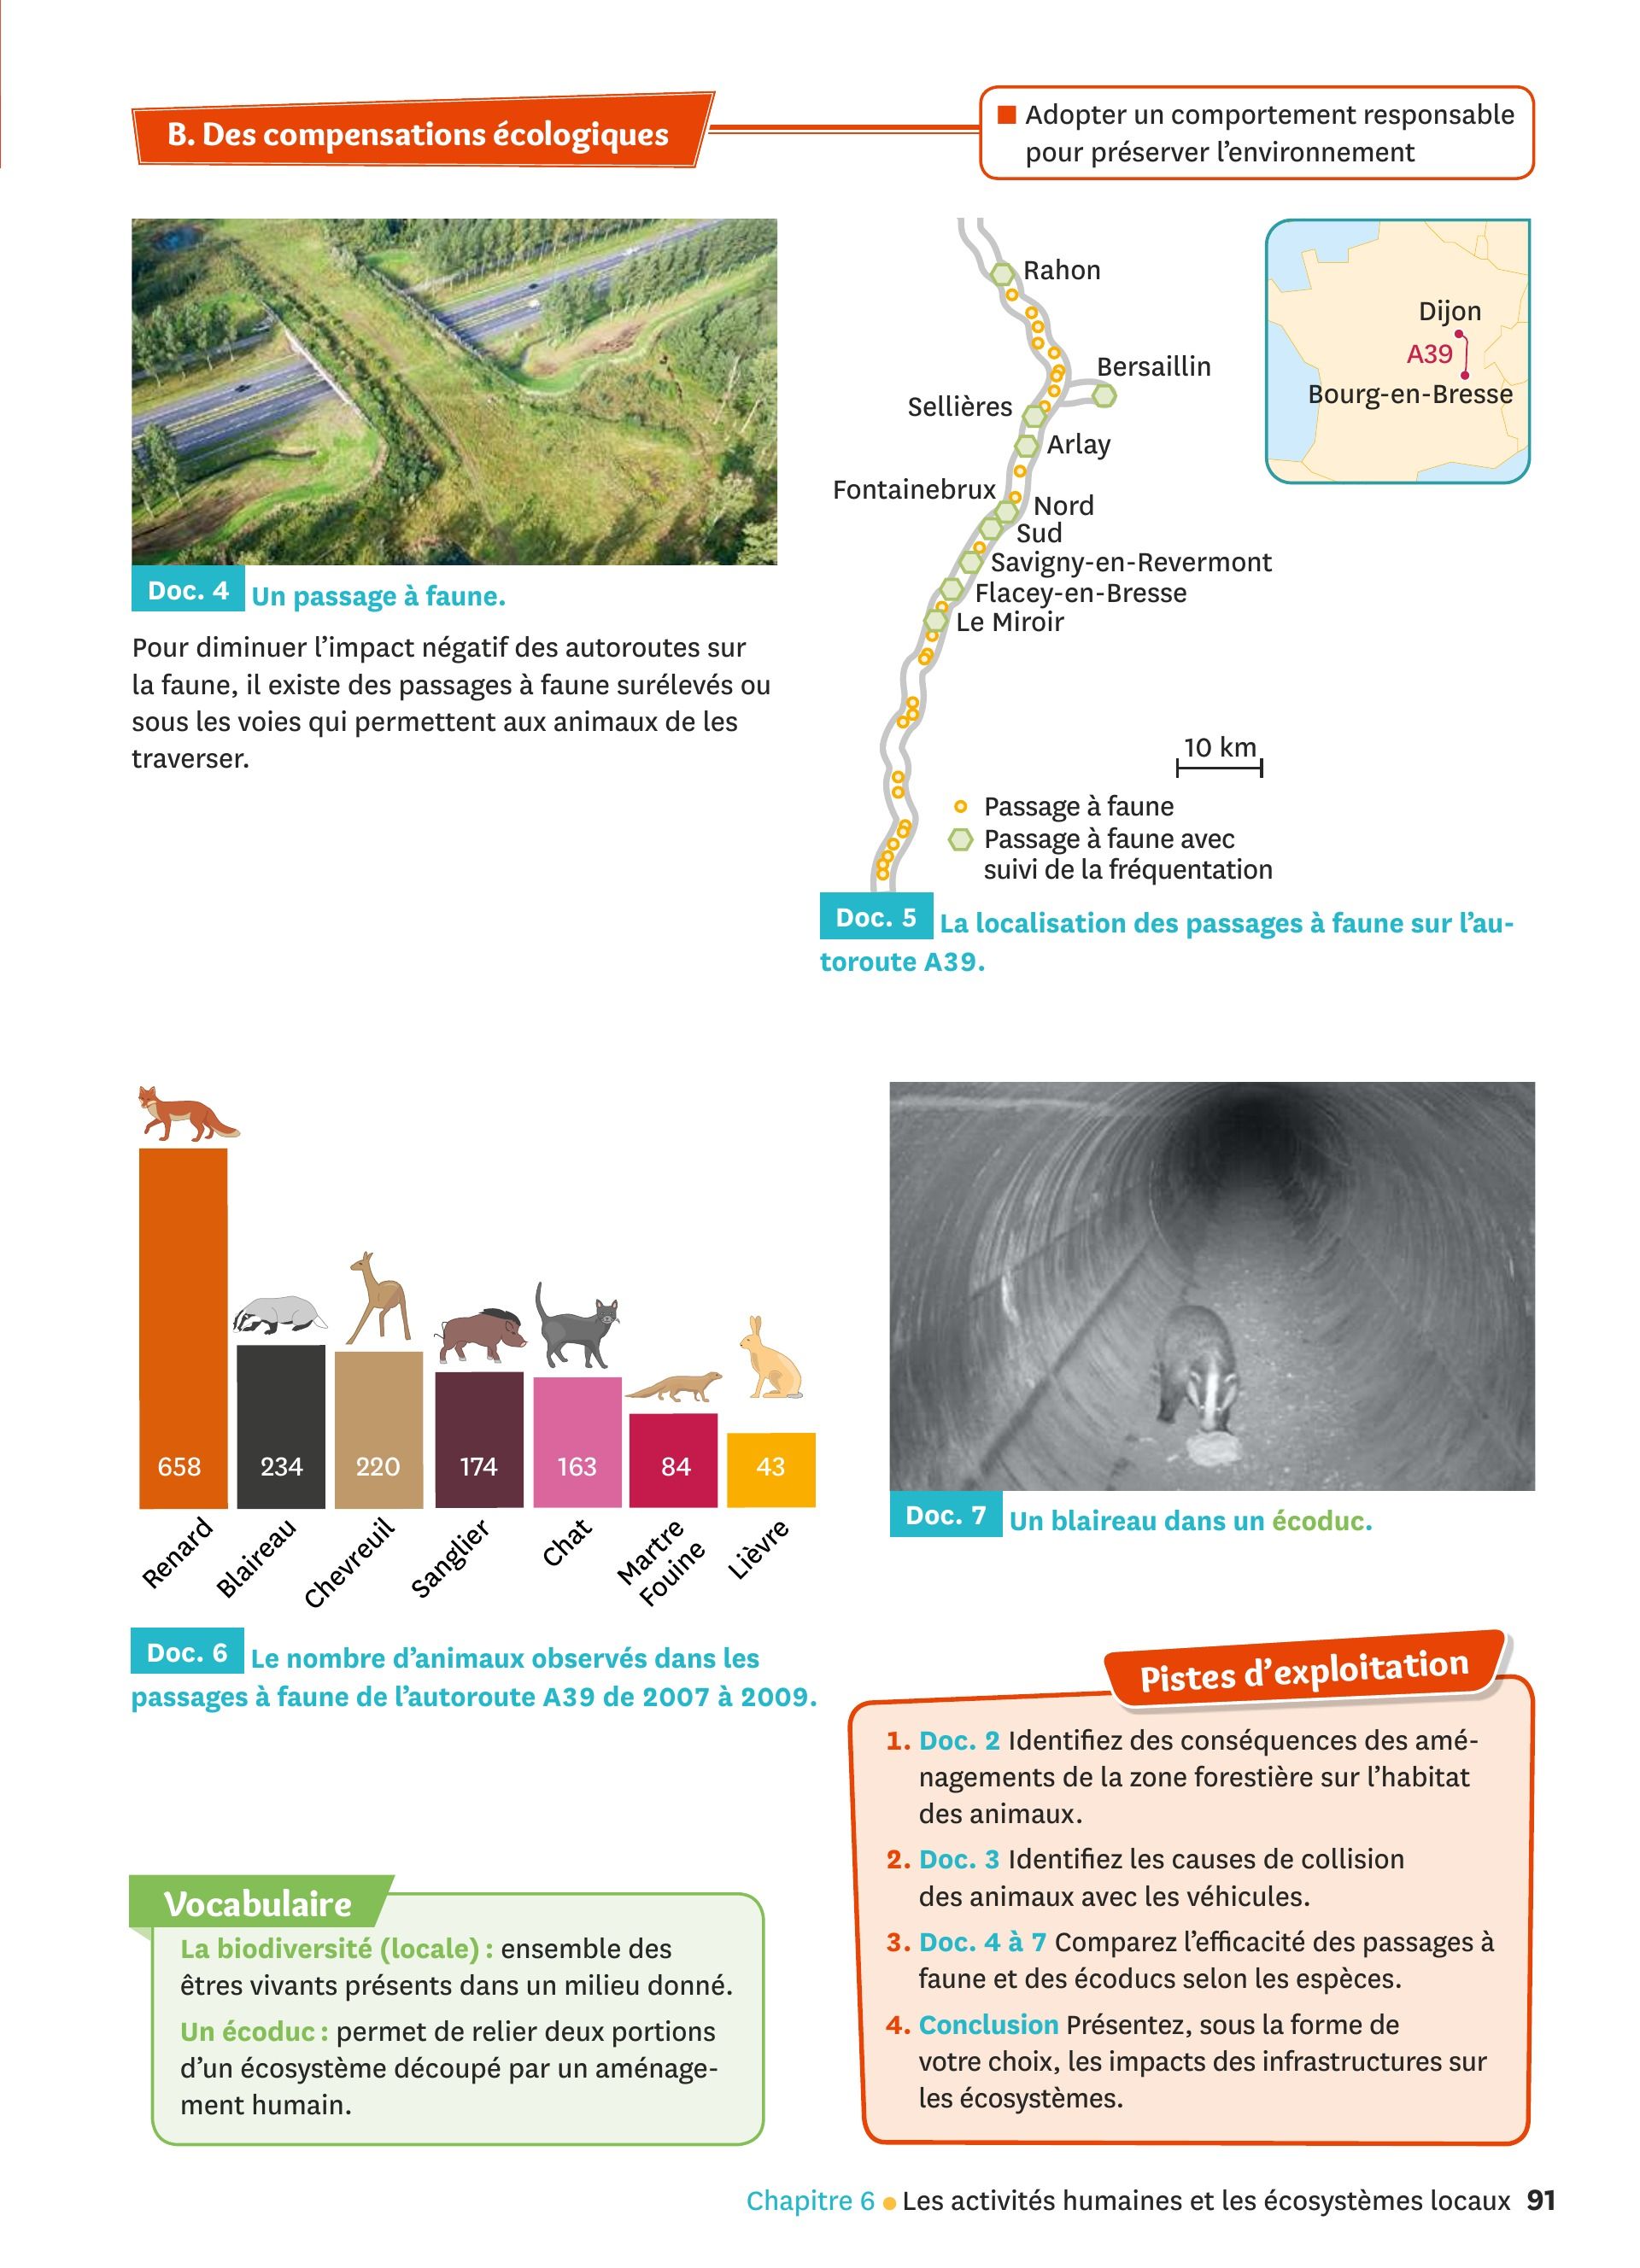 B. Des compensations écologiques
■ Adopter un comportement responsable
pour préserver l'environnement
Doc. 4 Un passage à faune.
Pour diminuer l'impact négatif des autoroutes sur
la faune, il existe des passages à faune surélevés ou
sous les voies qui permettent aux animaux de les
traverser.
Rahon
Bersaillin
Sellières
Arlay
Fontainebrux
Nord
Sud
Savigny-en-Revermont
Flacey-en-Bresse
Le Miroir
Dijon
A39
Bourg-en-Bresse
10 km
Passage à faune
Passage à faune avec
suivi de la fréquentation
Doc. 5 La localisation des passages à faune sur l'au-
toroute A39.
658
234
220
174
163
84
43
Renard
Blaireau
Chevreuil
Sanglier
Chat
Martre
Fouine
Lièvre
Doc. 6 Le nombre d'animaux observés dans les
passages à faune de l'autoroute A39 de 2007 à 2009.
Doc. 7 Un blaireau dans un écoduc.
Vocabulaire
La biodiversité (locale) : ensemble des
êtres vivants présents dans un milieu donné.
Un écoduc : permet de relier deux portions
d'un écosystème découpé par un aménage-
ment humain.
Pistes d'exploitation
1. Doc. 2 Identifiez des conséquences des amé-
nagements de la zone forestière sur l'habitat
des animaux.
2. Doc. 3 Identifiez les causes de collision
des animaux avec les véhicules.
3. Doc. 4 à 7 Comparez l'efficacité des passages à
faune et des écoducs selon les espèces.
4. Conclusion Présentez, sous la forme de
votre choix, les impacts des infrastructures sur
les écosystèmes.
Chapitre 6 ● Les activités humaines et les écosystèmes locaux 91